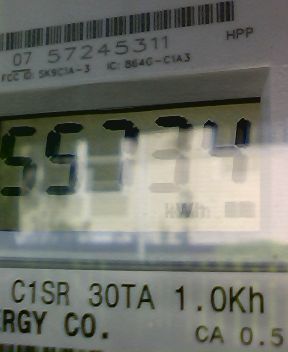 07 57245311
HPP
FCC ID: SK9C1A-3 IC: 864G-C1A3
55734
kWh
C1SR 30TA 1.0Kh
RGY CO.
CA 0.5